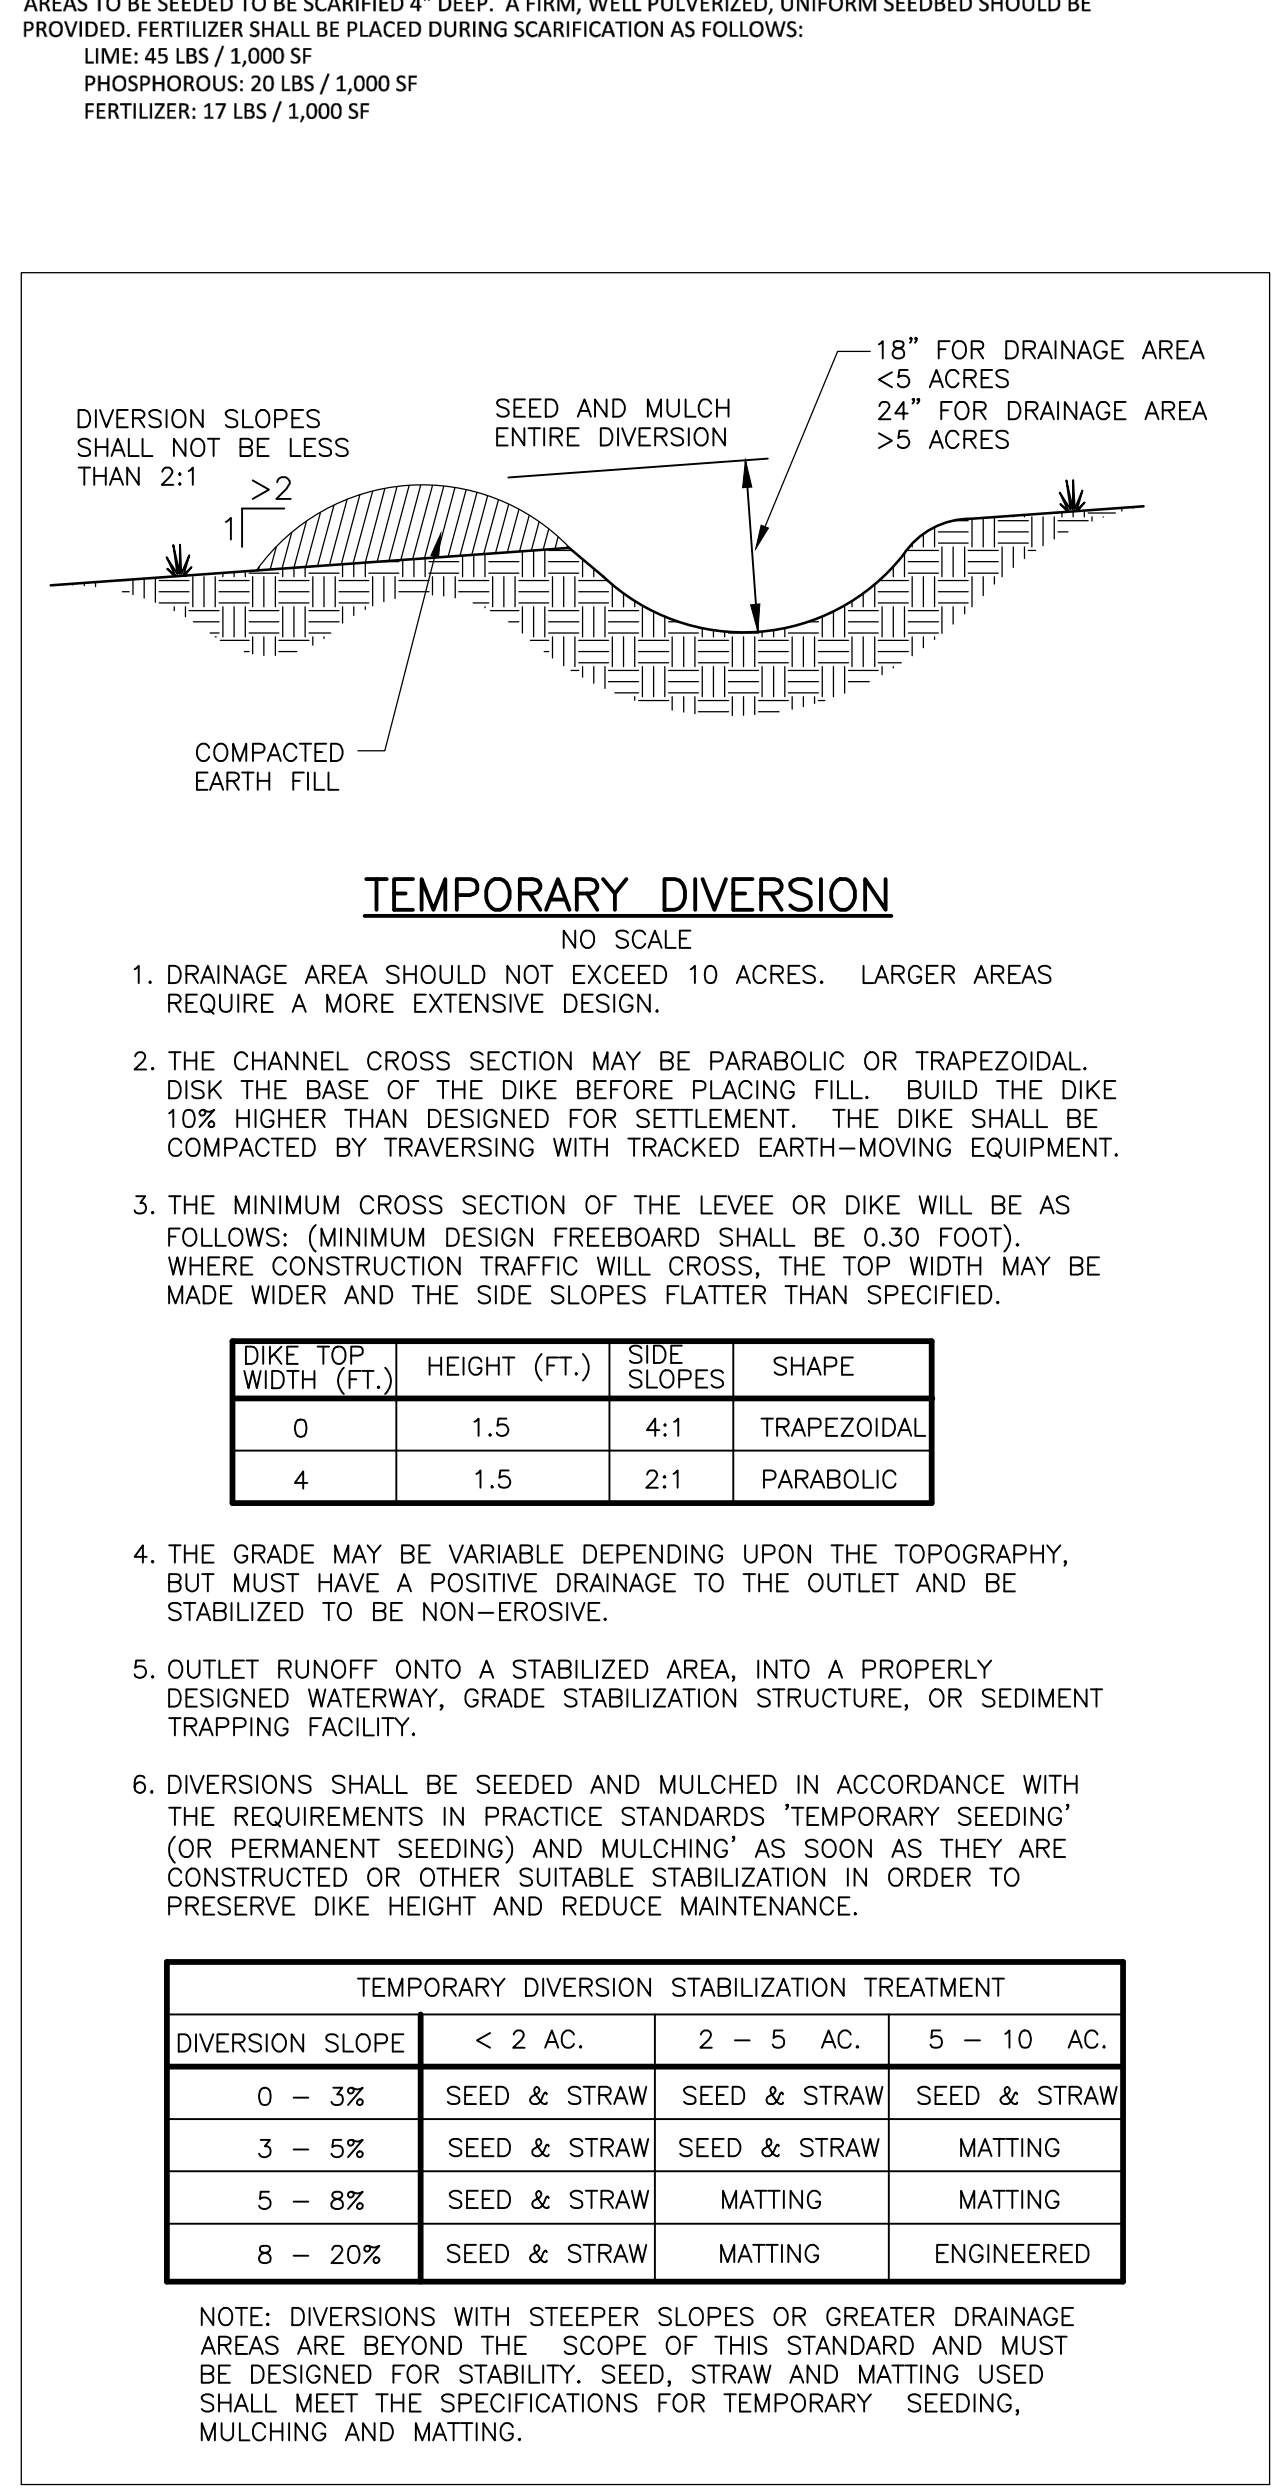 AREAS TO BE SEEDED TO BE SCARIFIED 4" DEEP. A FIRM, WELL PULVERIZED, UNIFORM SEEDBED SHOULD BE
PROVIDED. FERTILIZER SHALL BE PLACED DURING SCARIFICATION AS FOLLOWS:
LIME: 45 LBS / 1,000 SF
PHOSPHOROUS: 20 LBS / 1,000 SF
FERTILIZER: 17 LBS / 1,000 SF
DIVERSION SLOPES
SHALL NOT BE LESS
THAN 2:1
>2
1
SEED AND MULCH
ENTIRE DIVERSION
18" FOR DRAINAGE AREA
<5 ACRES
24" FOR DRAINAGE AREA
>5 ACRES
COMPACTED
EARTH FILL
TEMPORARY DIVERSION
NO SCALE
1. DRAINAGE AREA SHOULD NOT EXCEED 10 ACRES. LARGER AREAS
REQUIRE A MORE EXTENSIVE DESIGN.
2. THE CHANNEL CROSS SECTION MAY BE PARABOLIC OR TRAPEZOIDAL.
DISK THE BASE OF THE DIKE BEFORE PLACING FILL. BUILD THE DIKE
10% HIGHER THAN DESIGNED FOR SETTLEMENT. THE DIKE SHALL BE
COMPACTED BY TRAVERSING WITH TRACKED EARTH-MOVING EQUIPMENT.
3. THE MINIMUM CROSS SECTION OF THE LEVEE OR DIKE WILL BE AS
FOLLOWS: (MINIMUM DESIGN FREEBOARD SHALL BE 0.30 FOOT).
WHERE CONSTRUCTION TRAFFIC WILL CROSS, THE TOP WIDTH MAY BE
MADE WIDER AND THE SIDE SLOPES FLATTER THAN SPECIFIED.
DIKE TOP WIDTH (FT.) HEIGHT (FT.) SIDE SLOPES SHAPE
0 1.5 4:1 TRAPEZOIDAL
4 1.5 2:1 PARABOLIC
4. THE GRADE MAY BE VARIABLE DEPENDING UPON THE TOPOGRAPHY,
BUT MUST HAVE A POSITIVE DRAINAGE TO THE OUTLET AND BE
STABILIZED TO BE NON-EROSIVE.
5. OUTLET RUNOFF ONTO A STABILIZED AREA, INTO A PROPERLY
DESIGNED WATERWAY, GRADE STABILIZATION STRUCTURE, OR SEDIMENT
TRAPPING FACILITY.
6. DIVERSIONS SHALL BE SEEDED AND MULCHED IN ACCORDANCE WITH
THE REQUIREMENTS IN PRACTICE STANDARDS 'TEMPORARY SEEDING'
(OR PERMANENT SEEDING) AND MULCHING' AS SOON AS THEY ARE
CONSTRUCTED OR OTHER SUITABLE STABILIZATION IN ORDER TO
PRESERVE DIKE HEIGHT AND REDUCE MAINTENANCE.
TEMPORARY DIVERSION STABILIZATION TREATMENT
DIVERSION SLOPE < 2 AC. 2 - 5 AC. 5 - 10 AC.
0 - 3% SEED & STRAW SEED & STRAW SEED & STRAW
3 - 5% SEED & STRAW SEED & STRAW MATTING
5 - 8% SEED & STRAW MATTING MATTING
8 - 20% SEED & STRAW MATTING ENGINEERED
NOTE: DIVERSIONS WITH STEEPER SLOPES OR GREATER DRAINAGE
AREAS ARE BEYOND THE SCOPE OF THIS STANDARD AND MUST
BE DESIGNED FOR STABILITY. SEED, STRAW AND MATTING USED
SHALL MEET THE SPECIFICATIONS FOR TEMPORARY SEEDING,
MULCHING AND MATTING.